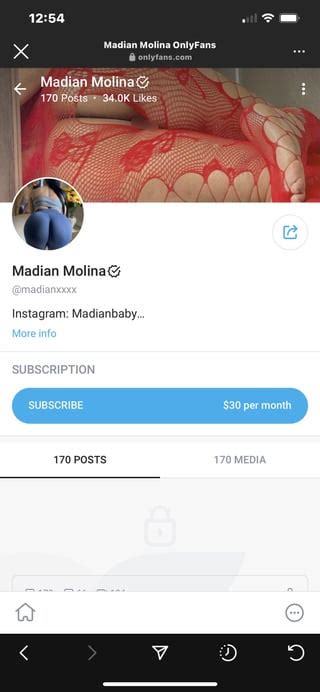 12:54
Madian Molina OnlyFans
onlyfans.com
Madian Molina
170 Posts • 34.0K Likes
Madian Molina
@madianxxxx
Instagram: Madianbaby…
More info
SUBSCRIPTION
SUBSCRIBE $30 per month
170 POSTS 170 MEDIA